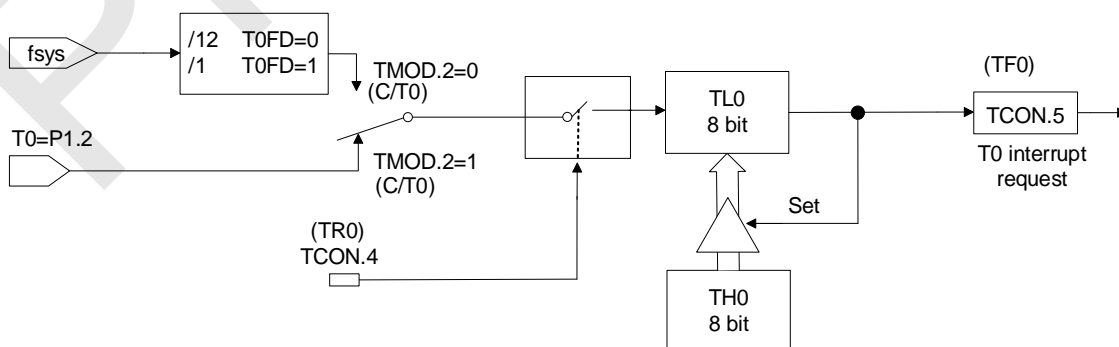 fsys
/12 T0FD=0
/1 T0FD=1
TMOD.2=0
(C/T0)
T0=P1.2
TMOD.2=1
(C/T0)
(TR0)
TCON.4
TL0
8 bit
Set
TH0
8 bit
(TF0)
TCON.5
T0 interrupt
request